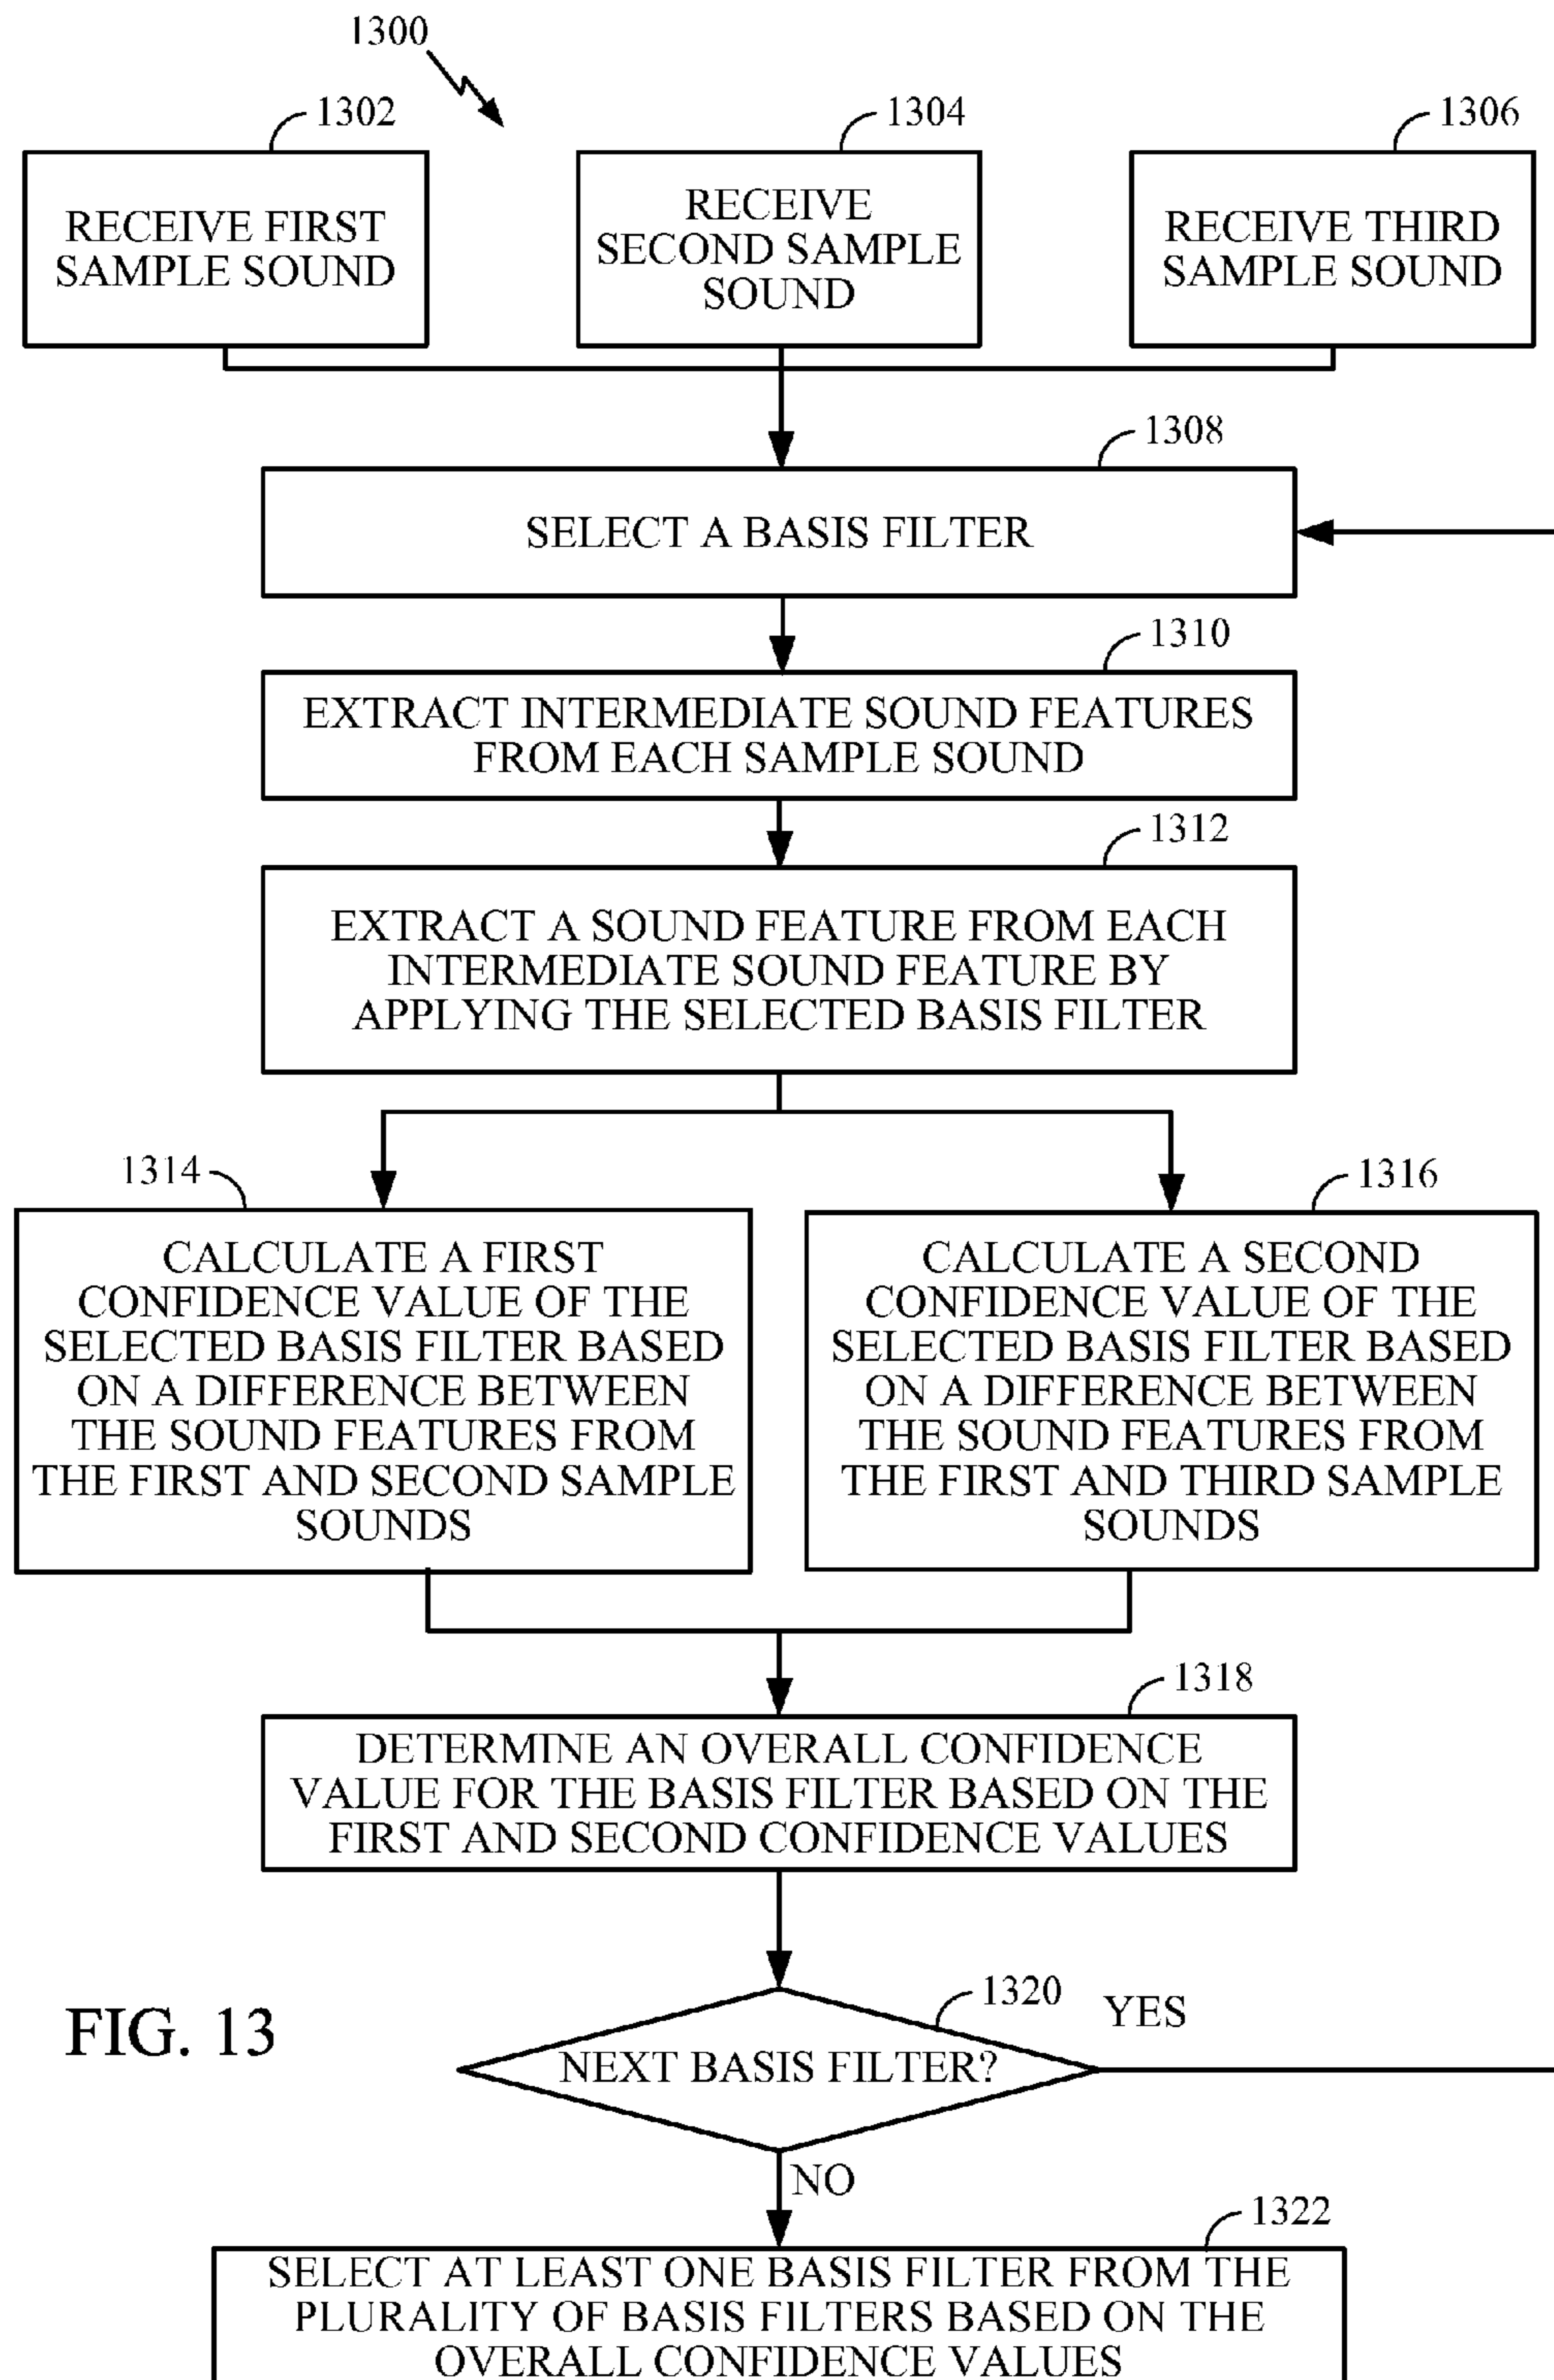 1300
1302
1304
1306
RECEIVE FIRST
SAMPLE SOUND
RECEIVE
SECOND SAMPLE
SOUND
RECEIVE THIRD
SAMPLE SOUND
1308
SELECT A BASIS FILTER
1310
EXTRACT INTERMEDIATE SOUND FEATURES
FROM EACH SAMPLE SOUND
1312
EXTRACT A SOUND FEATURE FROM EACH
INTERMEDIATE SOUND FEATURE BY
APPLYING THE SELECTED BASIS FILTER
1314
CALCULATE A FIRST
CONFIDENCE VALUE OF THE
SELECTED BASIS FILTER BASED
ON A DIFFERENCE BETWEEN
THE SOUND FEATURES FROM
THE FIRST AND SECOND SAMPLE
SOUNDS
1316
CALCULATE A SECOND
CONFIDENCE VALUE OF THE
SELECTED BASIS FILTER BASED
ON A DIFFERENCE BETWEEN
THE SOUND FEATURES FROM
THE FIRST AND THIRD SAMPLE
SOUNDS
1318
DETERMINE AN OVERALL CONFIDENCE
VALUE FOR THE BASIS FILTER BASED ON THE
FIRST AND SECOND CONFIDENCE VALUES
FIG. 13
1320
YES
NEXT BASIS FILTER?
NO
1322
SELECT AT LEAST ONE BASIS FILTER FROM THE
PLURALITY OF BASIS FILTERS BASED ON THE
OVERALL CONFIDENCE VALUES